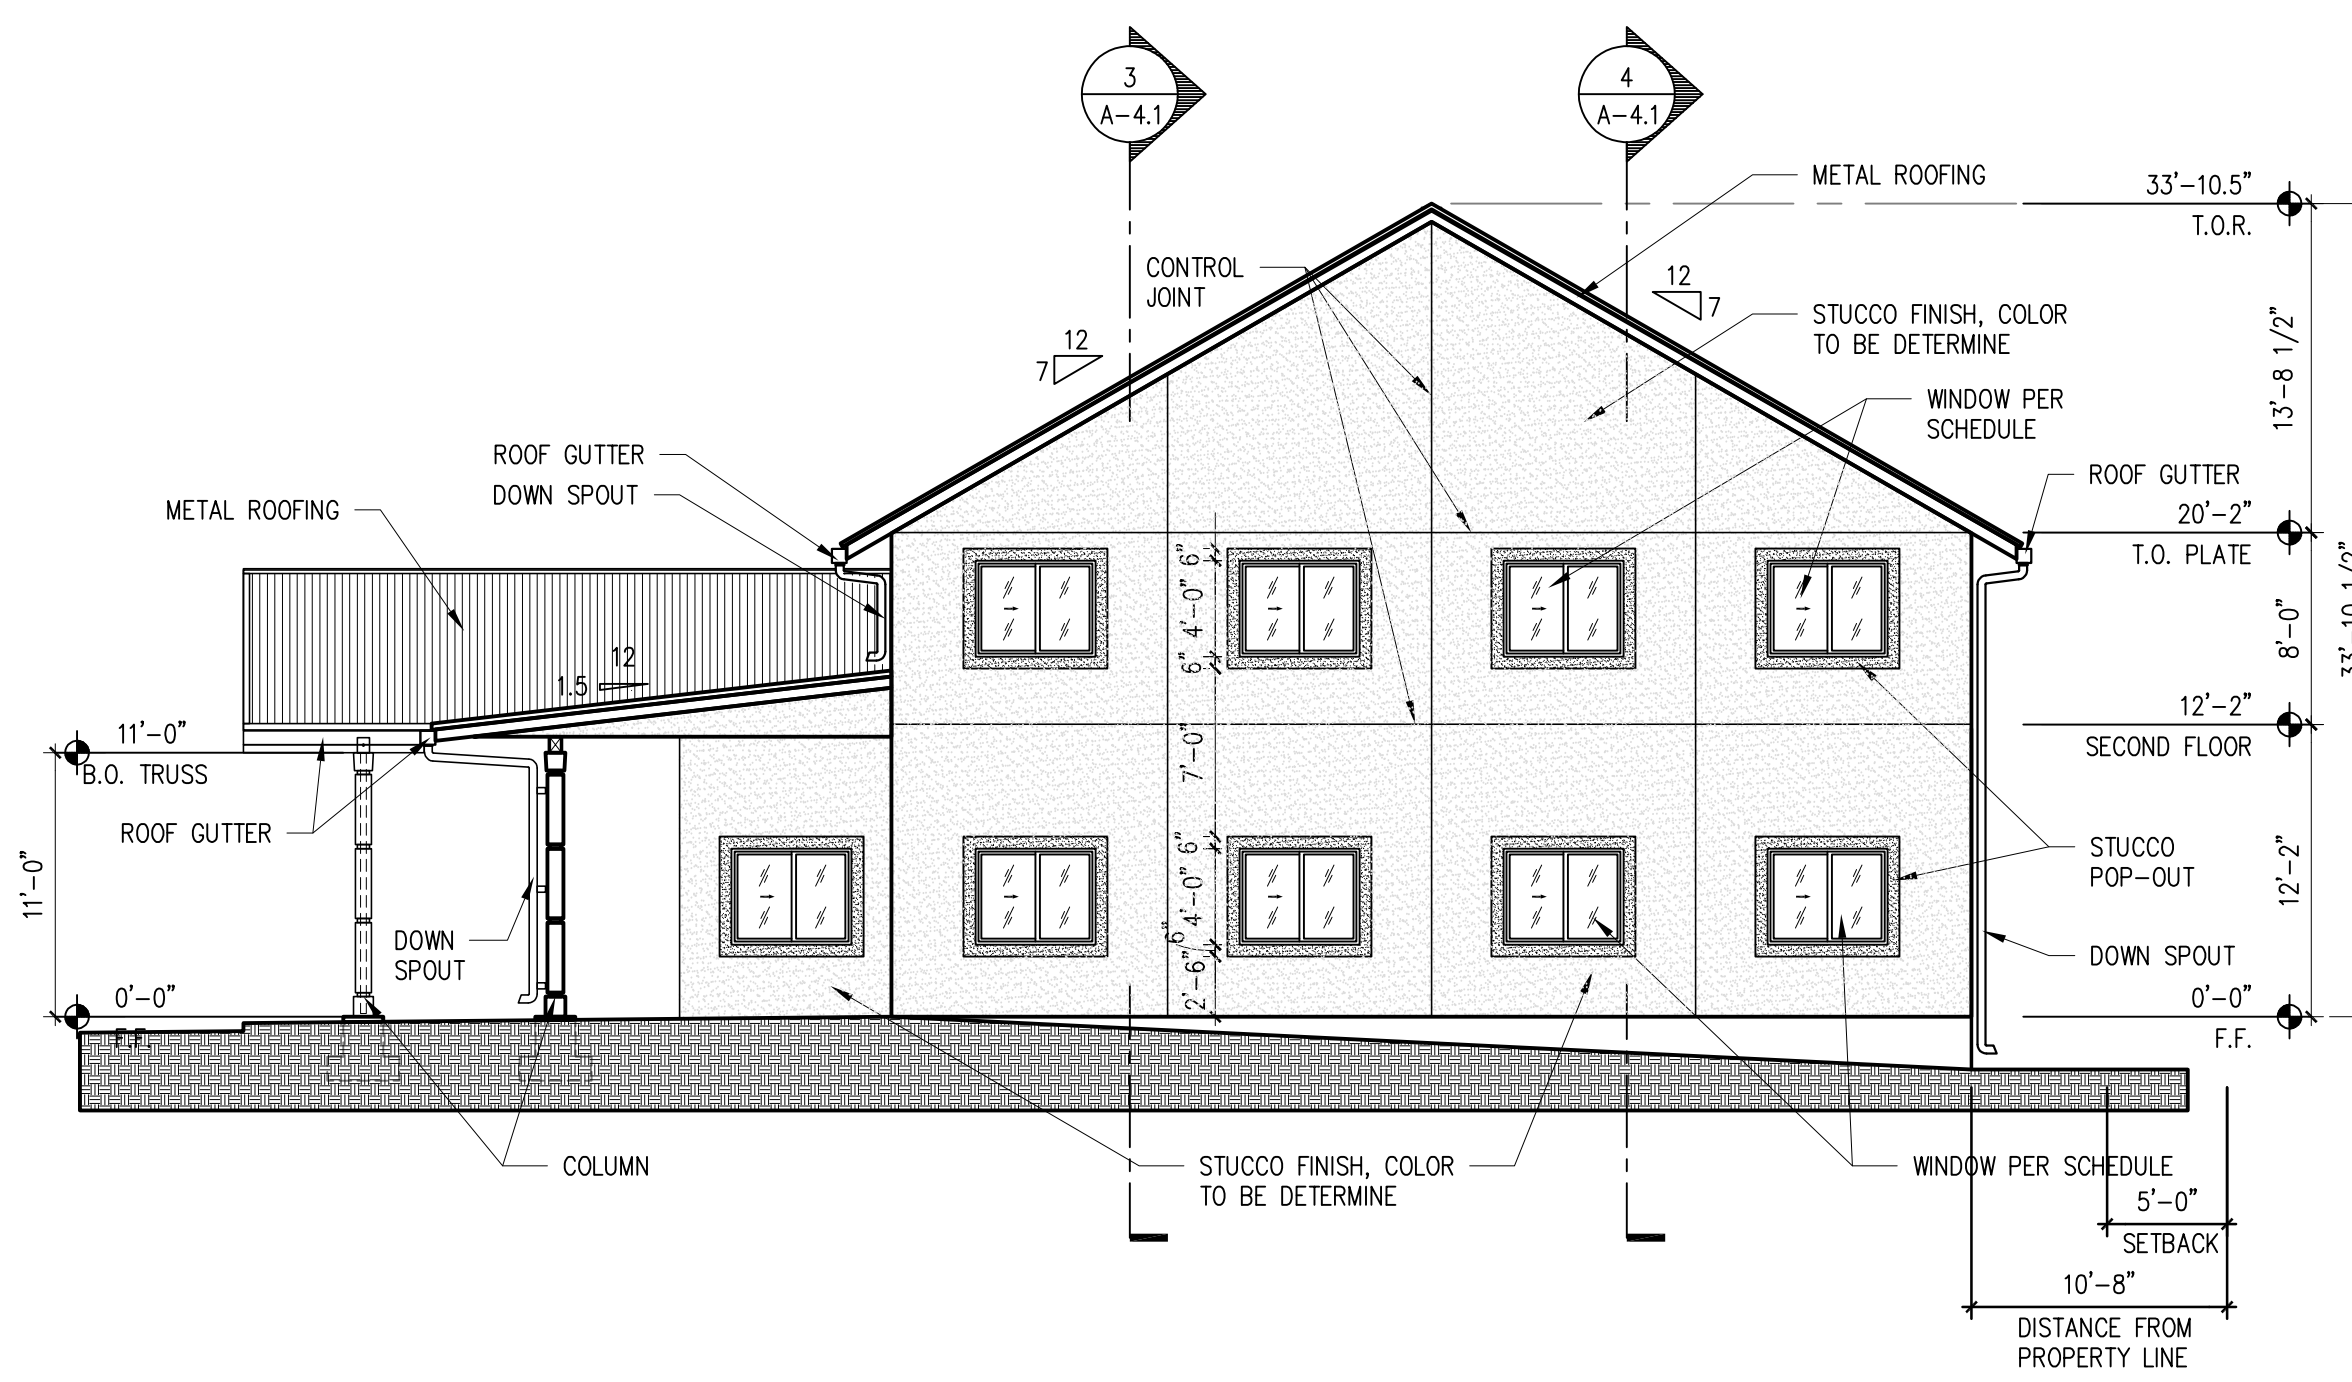 3
A-4.1
4
A-4.1
METAL ROOFING
33'-10.5"
T.O.R.
CONTROL
JOINT
12
7
STUCCO FINISH, COLOR
TO BE DETERMINE
12
7
13'-8 1/2"
WINDOW PER
SCHEDULE
ROOF GUTTER
DOWN SPOUT
METAL ROOFING
ROOF GUTTER
20'-2"
T.O. PLATE
6"
4'-0"
6"
33'-10 1/2"
8'-0"
12
1.5
12'-2"
SECOND FLOOR
11'-0"
B.O. TRUSS
7'-0"
ROOF GUTTER
11'-0"
6"
4'-0"
6"
2'-6"
STUCCO
POP-OUT
12'-2"
DOWN
SPOUT
DOWN SPOUT
0'-0"
F.F.
0'-0"
F.F.
COLUMN
STUCCO FINISH, COLOR
TO BE DETERMINE
WINDOW PER SCHEDULE
5'-0"
SETBACK
10'-8"
DISTANCE FROM
PROPERTY LINE